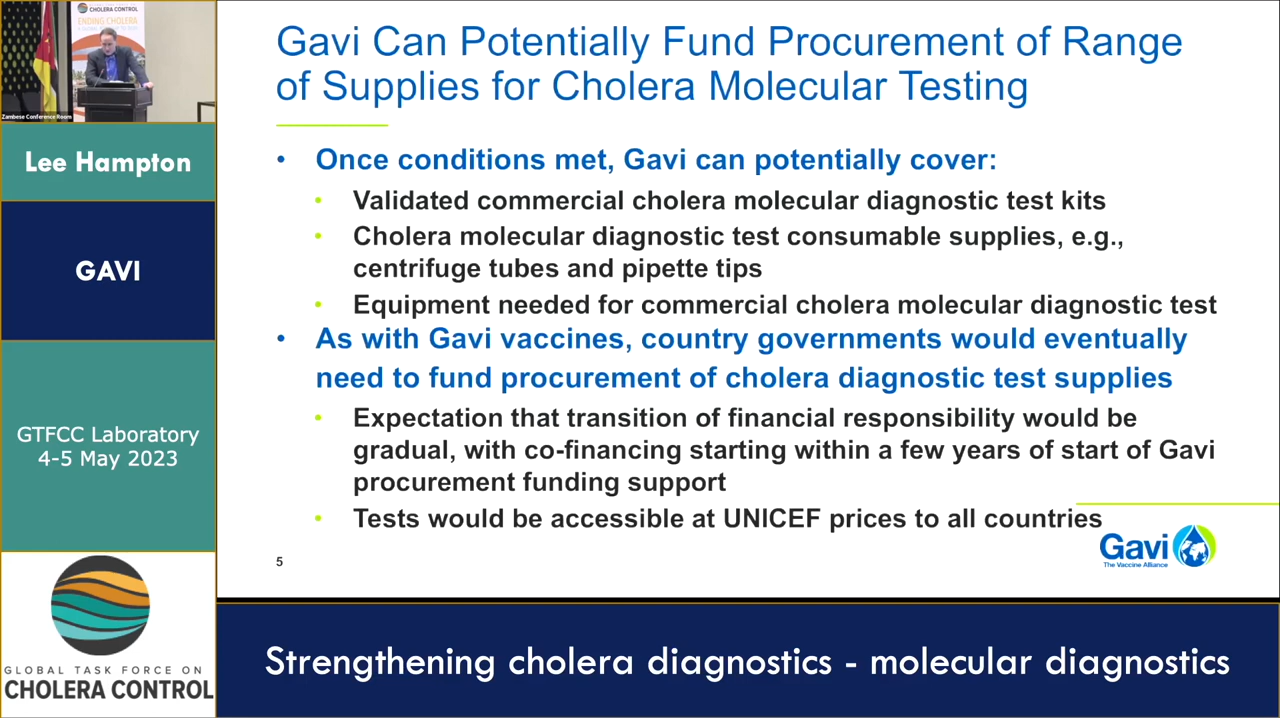 CHOLERA CONTROL
ENDING CHOLERA
Zambese Conference Room
Lee Hampton
GAVI
GTFCC Laboratory
4-5 May 2023
GLOBAL TASK FORCE ON
CHOLERA CONTROL
Gavi Can Potentially Fund Procurement of Range
of Supplies for Cholera Molecular Testing
• Once conditions met, Gavi can potentially cover:
• Validated commercial cholera molecular diagnostic test kits
• Cholera molecular diagnostic test consumable supplies, e.g.,
centrifuge tubes and pipette tips
• Equipment needed for commercial cholera molecular diagnostic test
• As with Gavi vaccines, country governments would eventually
need to fund procurement of cholera diagnostic test supplies
• Expectation that transition of financial responsibility would be
gradual, with co-financing starting within a few years of start of Gavi
procurement funding support
• Tests would be accessible at UNICEF prices to all countries
5
Gavi
The Vaccine Alliance
Strengthening cholera diagnostics - molecular diagnostics